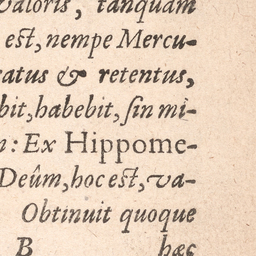 valoris, tanquam
est, nempe Mercu-
catus & retentus,
bit, habebit, ſin mi-
n: Ex Hippome-
Deûm, hoc est, va-
Obtinuit quoque
B hæc